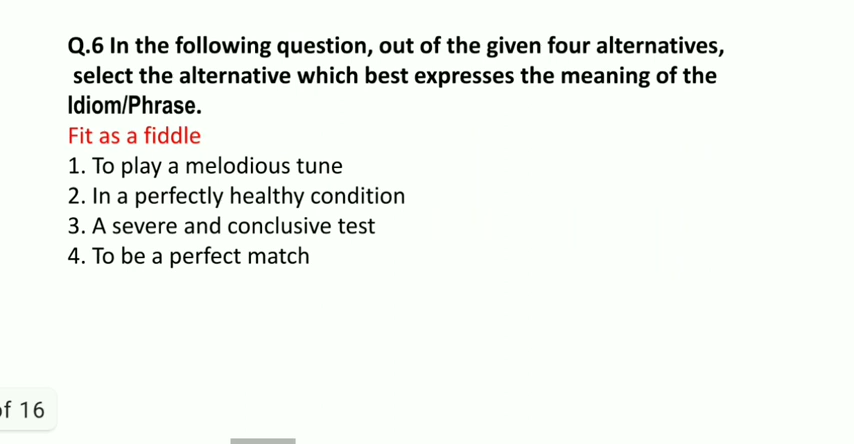 Q.6 In the following question, out of the given four alternatives,
select the alternative which best expresses the meaning of the
Idiom/Phrase.
Fit as a fiddle
1. To play a melodious tune
2. In a perfectly healthy condition
3. A severe and conclusive test
4. To be a perfect match
of 16